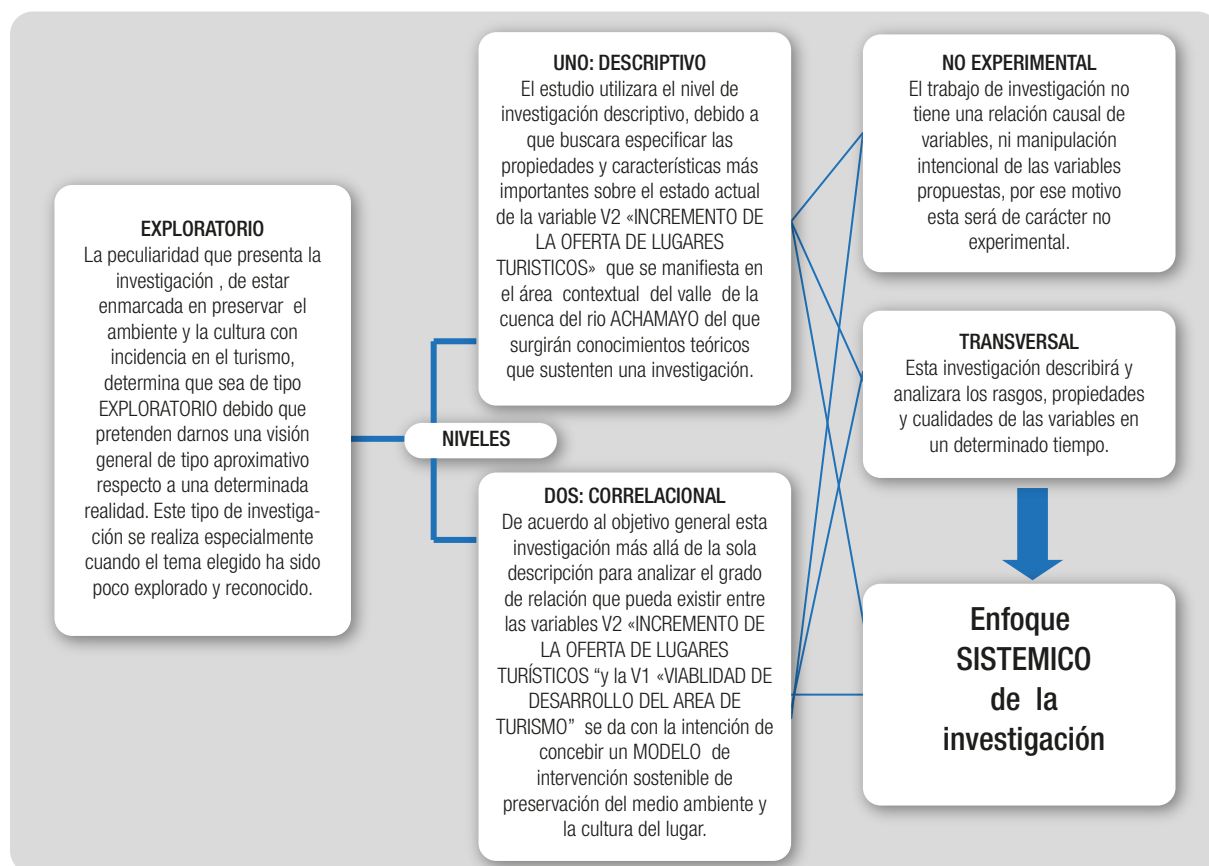 EXPLORATORIO
La peculiaridad que presenta la
investigación , de estar
enmarcada en preservar el
ambiente y la cultura con
incidencia en el turismo,
determina que sea de tipo
EXPLORATORIO debido que
pretenden darnos una visión
general de tipo aproximativo
respecto a una determinada
realidad. Este tipo de investiga-
ción se realiza especialmente
cuando el tema elegido ha sido
poco explorado y reconocido.
NIVELES
UNO: DESCRIPTIVO
El estudio utilizara el nivel de
investigación descriptivo, debido a
que buscara especificar las
propiedades y características más
importantes sobre el estado actual
de la variable V2 «INCREMENTO DE
LA OFERTA DE LUGARES
TURISTICOS» que se manifiesta en
el área contextual del valle de la
cuenca del rio ACHAMAYO del que
surgirán conocimientos teóricos
que sustenten una investigación.
DOS: CORRELACIONAL
De acuerdo al objetivo general esta
investigación más allá de la sola
descripción para analizar el grado
de relación que pueda existir entre
las variables V2 «INCREMENTO DE
LA OFERTA DE LUGARES
TURÍSTICOS “y la V1 «VIABLIDAD DE
DESARROLLO DEL AREA DE
TURISMO” se da con la intención de
concebir un MODELO de
intervención sostenible de
preservación del medio ambiente y
la cultura del lugar.
NO EXPERIMENTAL
El trabajo de investigación no
tiene una relación causal de
variables, ni manipulación
intencional de las variables
propuestas, por ese motivo
esta será de carácter no
experimental.
TRANSVERSAL
Esta investigación describirá y
analizara los rasgos, propiedades
y cualidades de las variables en
un determinado tiempo.
Enfoque
SISTEMICO
de la
investigación